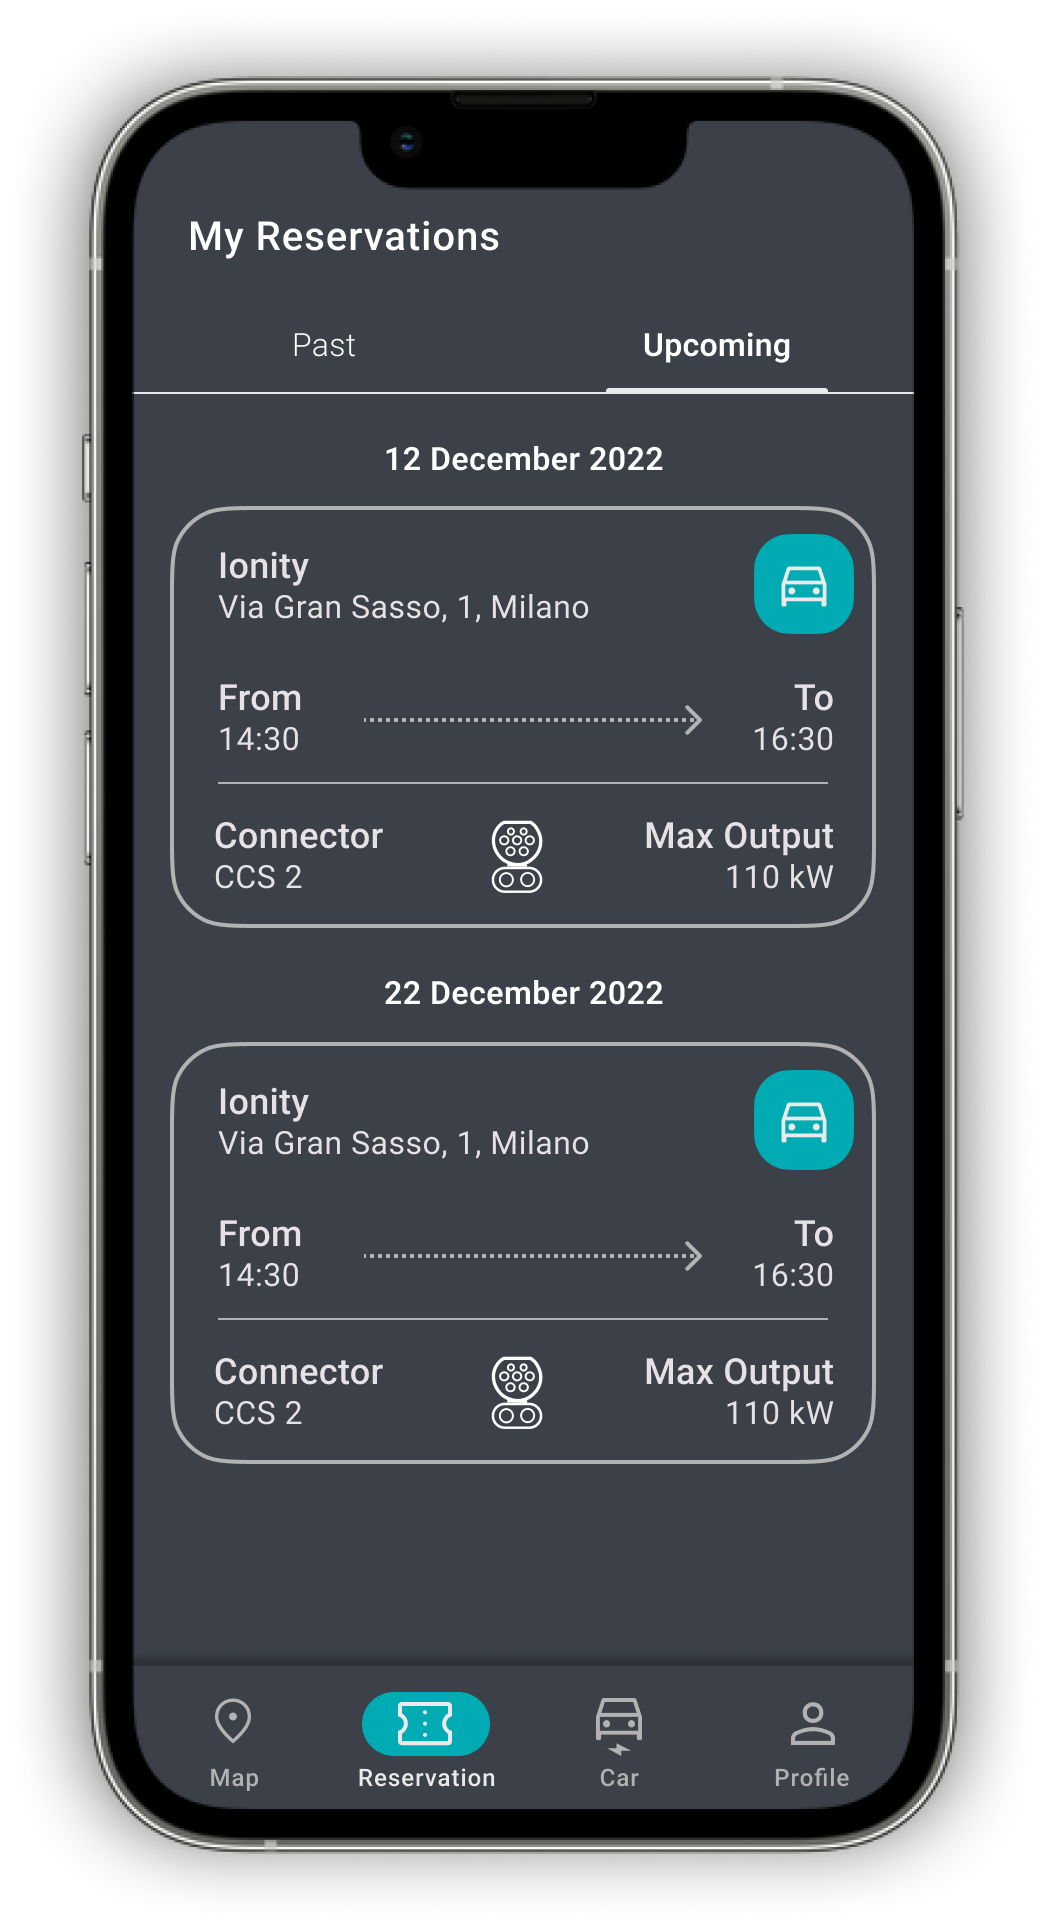 My Reservations
Past Upcoming
12 December 2022
Ionity
Via Gran Sasso, 1, Milano
From To
14:30 16:30
Connector Max Output
CCS 2 110 kW
22 December 2022
Ionity
Via Gran Sasso, 1, Milano
From To
14:30 16:30
Connector Max Output
CCS 2 110 kW
Map Reservation Car Profile